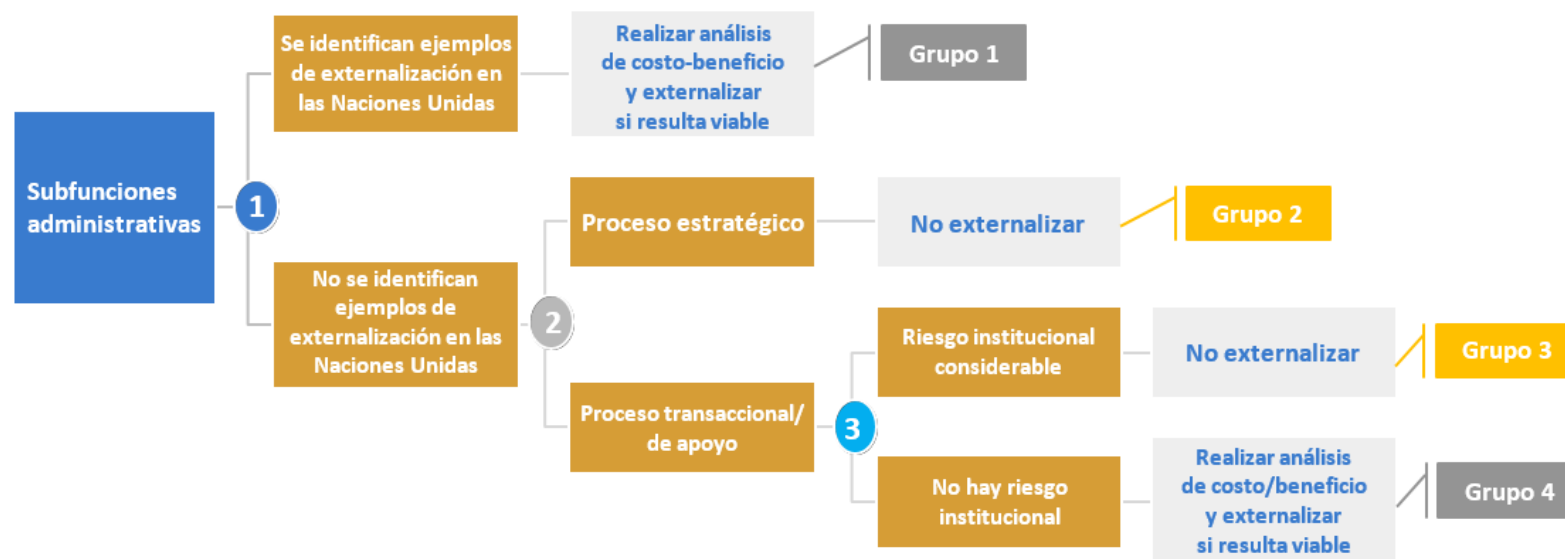 Subfunciones
administrativas
1
Se identifican ejemplos
de externalización en
las Naciones Unidas
Realizar análisis
de costo-beneficio
y externalizar
si resulta viable
Grupo 1
No se identifican
ejemplos de
externalización en las
Naciones Unidas
2
Proceso estratégico
No externalizar
Grupo 2
Proceso transaccional/
de apoyo
3
Riesgo institucional
considerable
No externalizar
Grupo 3
No hay riesgo
institucional
Realizar análisis
de costo/beneficio
y externalizar
si resulta viable
Grupo 4